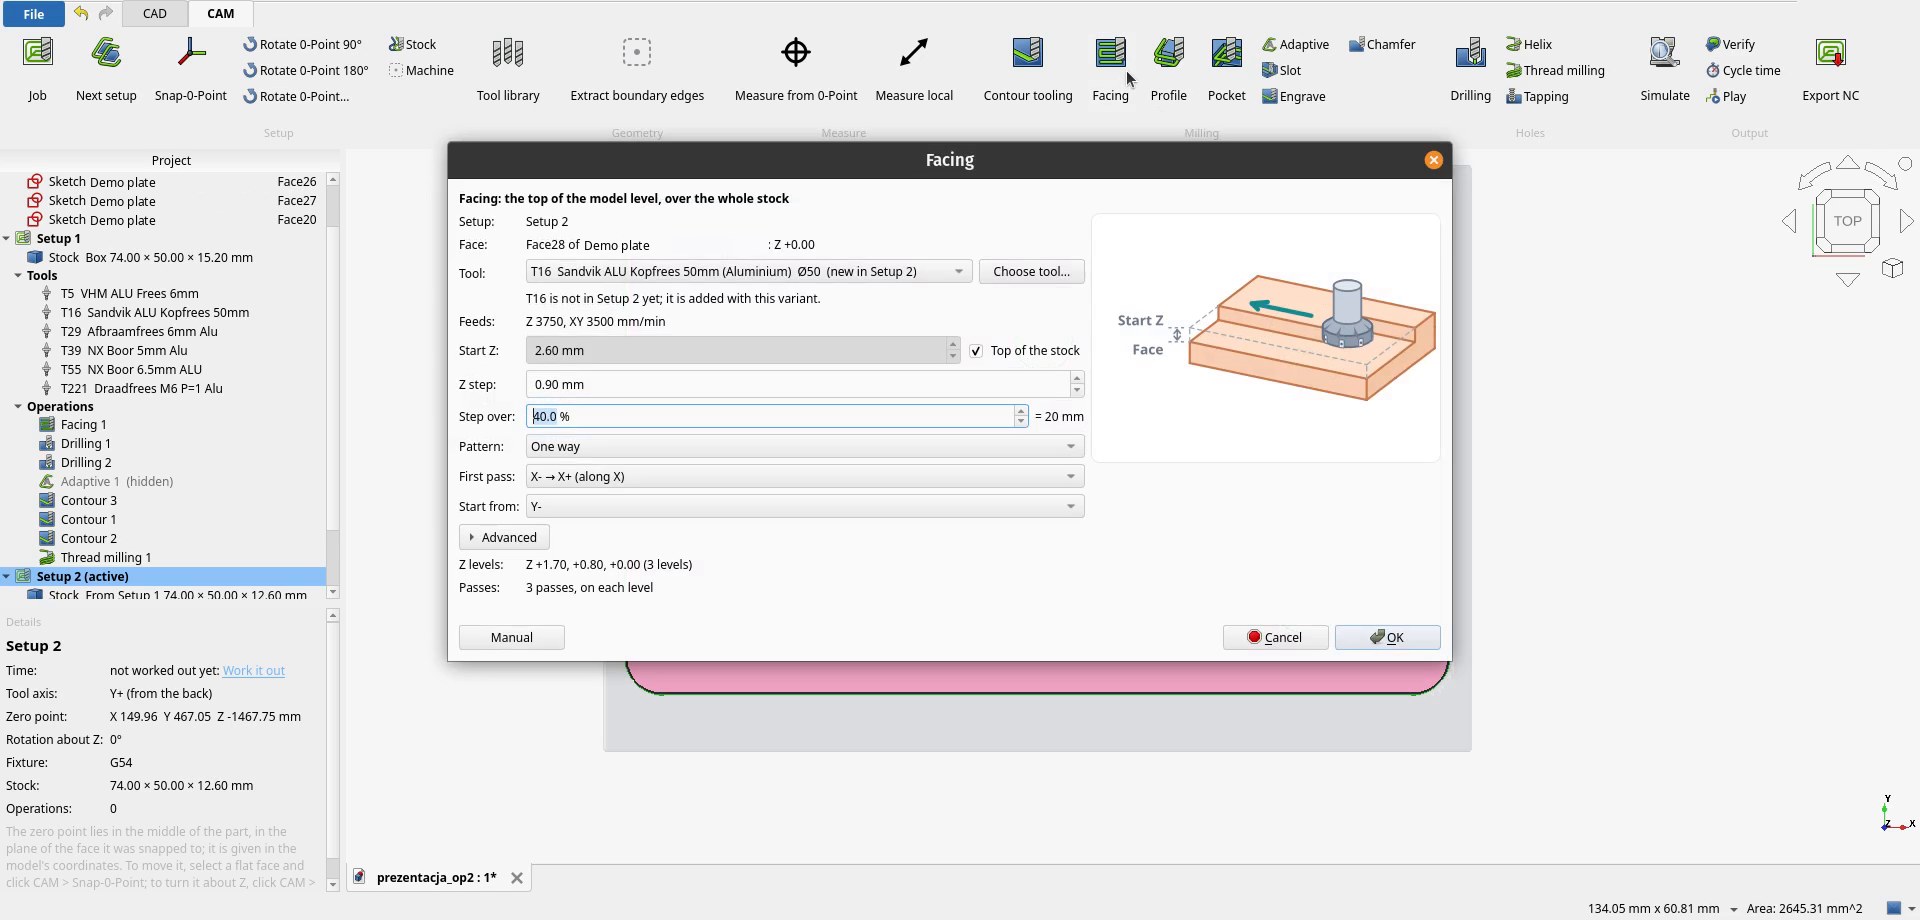 File
CAD
CAM
Job
Next setup
Snap-0-Point
Rotate 0-Point 90°
Rotate 0-Point 180°
Rotate 0-Point...
Stock
Machine
Setup
Tool library
Extract boundary edges
Geometry
Measure from 0-Point
Measure local
Measure
Contour tooling
Facing
Profile
Pocket
Adaptive
Slot
Engrave
Chamfer
Milling
Drilling
Helix
Thread milling
Tapping
Holes
Simulate
Verify
Cycle time
Play
Export NC
Output
Project
Sketch Demo plate Face26
Sketch Demo plate Face27
Sketch Demo plate Face20
Setup 1
Stock Box 74.00 × 50.00 × 15.20 mm
Tools
T5 VHM ALU Frees 6mm
T16 Sandvik ALU Kopfrees 50mm
T29 Afbraamfrees 6mm Alu
T39 NX Boor 5mm Alu
T55 NX Boor 6.5mm ALU
T221 Draadfrees M6 P=1 Alu
Operations
Facing 1
Drilling 1
Drilling 2
Adaptive 1 (hidden)
Contour 3
Contour 1
Contour 2
Thread milling 1
Setup 2 (active)
Stock From Setup 1 74.00 × 50.00 × 12.60 mm
Details
Setup 2
Time: not worked out yet: Work it out
Tool axis: Y+ (from the back)
Zero point: X 149.96 Y 467.05 Z -1467.75 mm
Rotation about Z: 0°
Fixture: G54
Stock: 74.00 × 50.00 × 12.60 mm
Operations: 0
The zero point lies in the middle of the part, in the
plane of the face it was snapped to; it is given in the
model's coordinates. To move it, select a flat face and
click CAM > Snap-0-Point; to turn it about Z, click CAM >
Facing
Facing: the top of the model level, over the whole stock
Setup: Setup 2
Face: Face28 of Demo plate : Z +0.00
Tool: T16 Sandvik ALU Kopfrees 50mm (Aluminium) Ø50 (new in Setup 2) Choose tool...
T16 is not in Setup 2 yet; it is added with this variant.
Feeds: Z 3750, XY 3500 mm/min
Start Z: 2.60 mm Top of the stock
Z step: 0.90 mm
Step over: 40.0 % = 20 mm
Pattern: One way
First pass: X- → X+ (along X)
Start from: Y-
Advanced
Z levels: Z +1.70, +0.80, +0.00 (3 levels)
Passes: 3 passes, on each level
Manual
Cancel
OK
Start Z
Face
TOP
Y
Z
X
prezentacja_op2 : 1*
134.05 mm x 60.81 mm
Area: 2645.31 mm^2